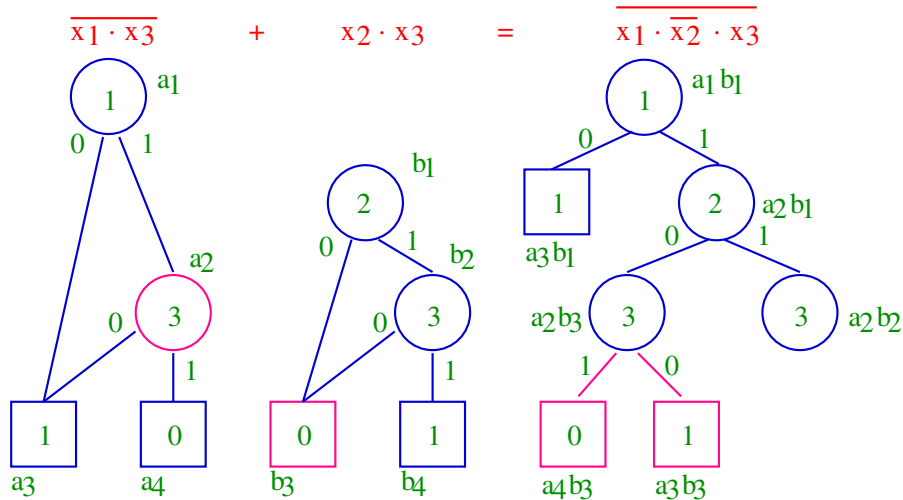 x1 · x3 + x2 · x3 = x1 · x2 · x3
1 a1 1 a1 b1
0 1 0 1
b1
2 1 2 a2 b1
0 1 a3 b1 0 1
a2 b2
0 3 0 3 a2 b3 3 3 a2 b2
1 1 1 0
1 0 0 1 0 1
a3 a4 b3 b4 a4 b3 a3 b3